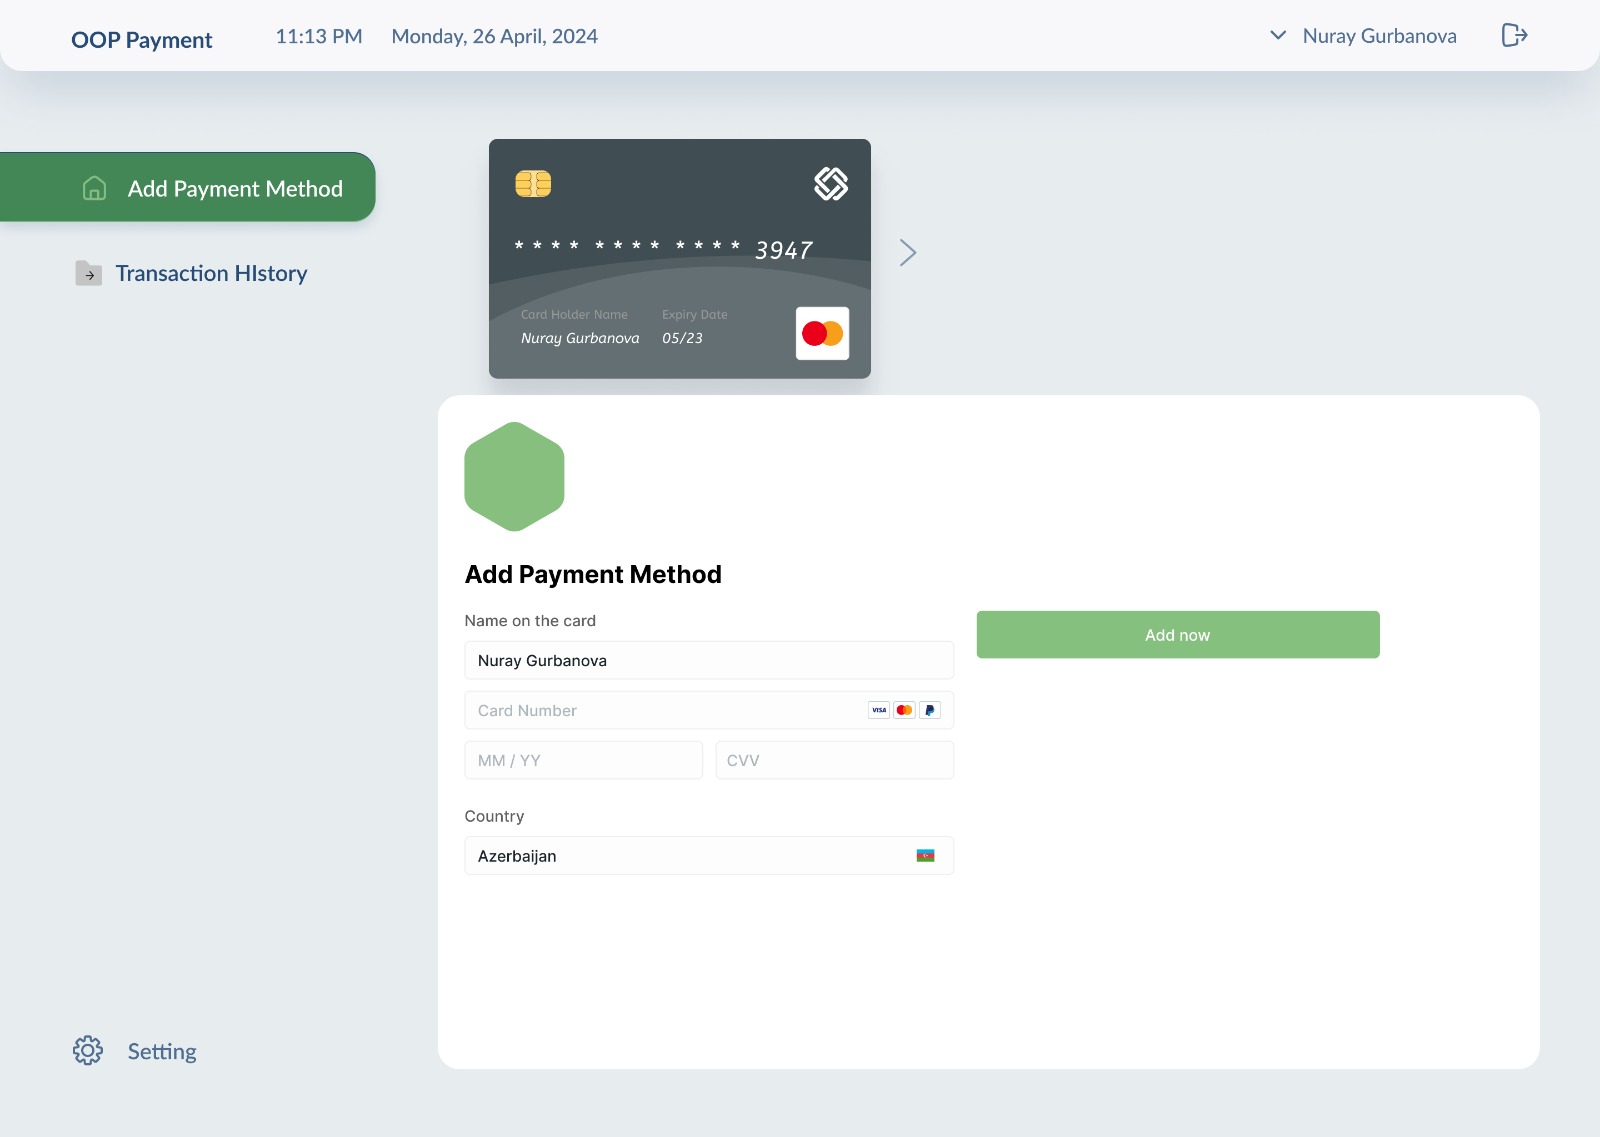 OOP Payment
11:13 PM
Monday, 26 April, 2024
Nuray Gurbanova
Add Payment Method
Transaction HIstory
* * * * * * * * * * * * 3947
Card Holder Name
Expiry Date
Nuray Gurbanova
05/23
Add Payment Method
Name on the card
Add now
Nuray Gurbanova
Card Number
VISA
MM / YY
CVV
Country
Azerbaijan
Setting